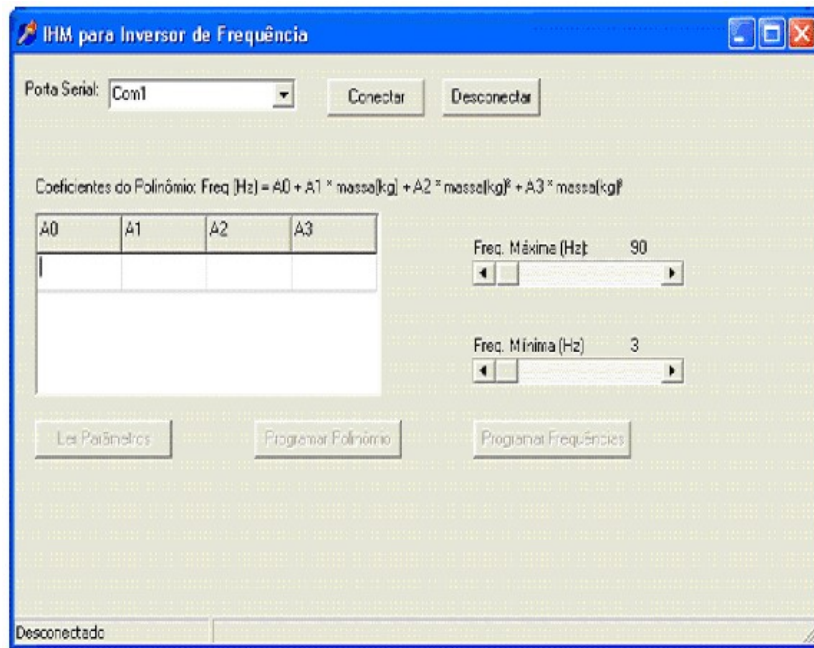 IHM para Inversor de Frequência
Porta Serial: Com1 Conectar Desconectar
Coeficientes do Polinômio: Freq (Hz) = A0 + A1 * massa(kg) + A2 * massa(kg)² + A3 * massa(kg)³
A0 A1 A2 A3
Freq. Máxima (Hz): 90
Freq. Mínima (Hz) 3
Ler Parâmetros Programar Polinômio Programar Frequências
Desconectado